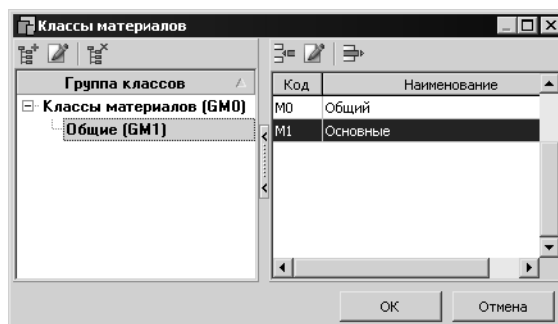 Классы материалов
Группа классов
Классы материалов (GM0)
Общие (GM1)
Код Наименование
M0 Общий
M1 Основные
OK Отмена